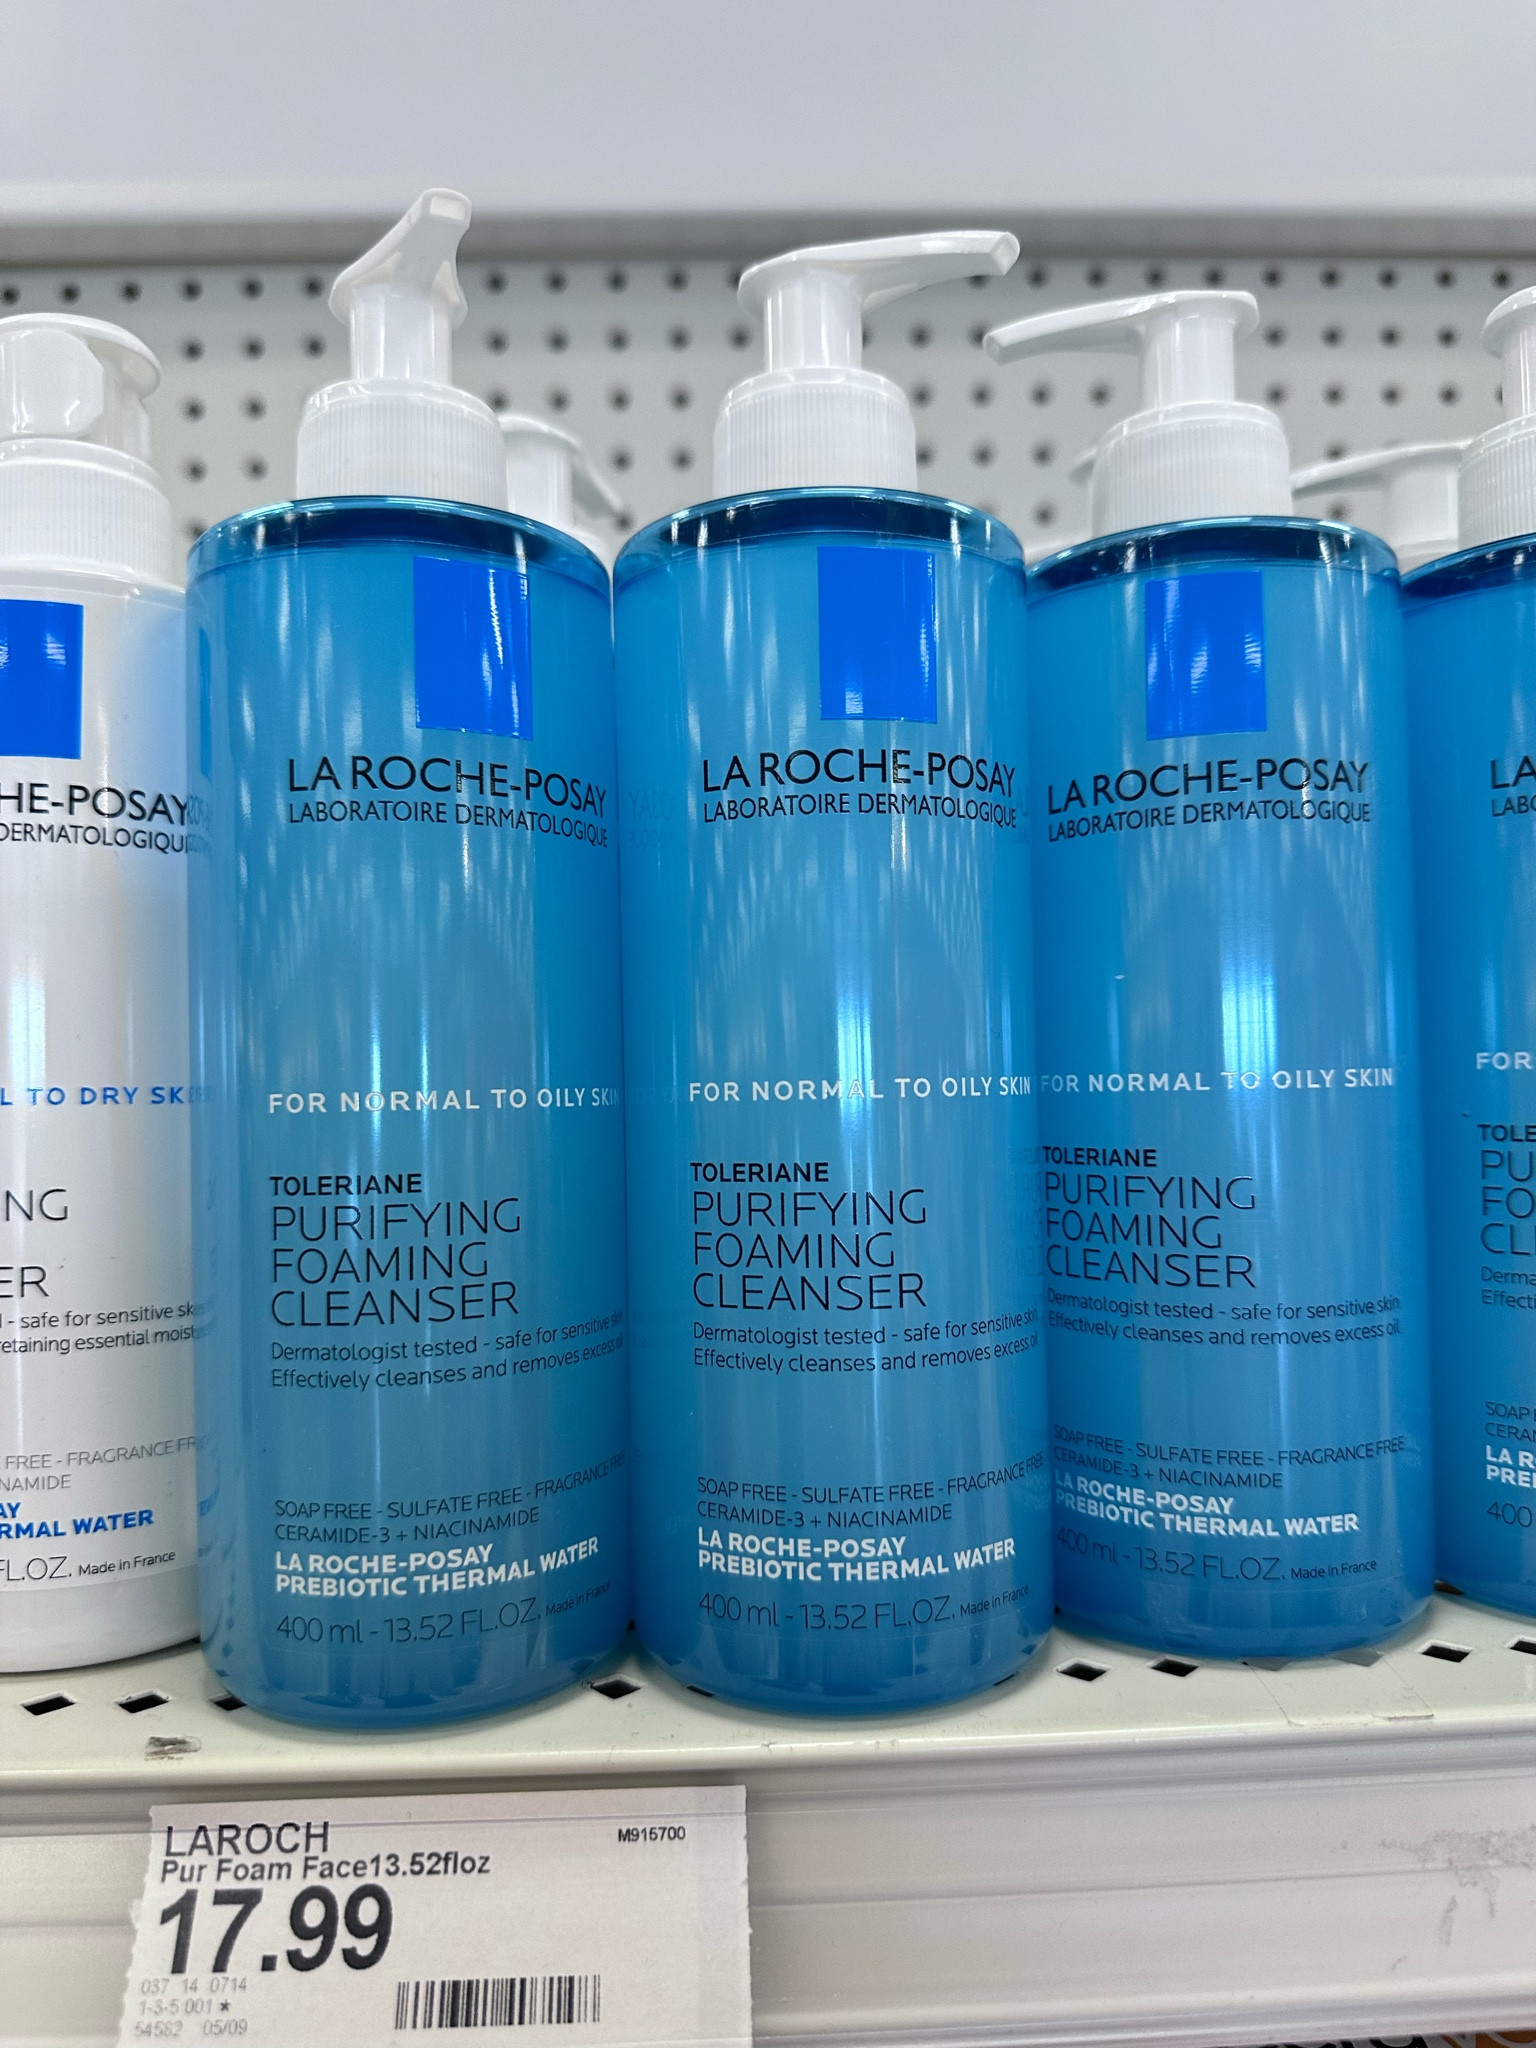 HE-POSAY
DERMATOLOGIQU
L TO DRY SK
NG
ER
- safe for sensitive sk
etaining essential moist
FREE - FRAGRANCE FR
NAMIDE
AY
RMAL WATER
FL.OZ. Made in France
LA ROCHE-POSAY
LABORATOIRE DERMATOLOGIQUE
FOR NORMAL TO OILY SKIN
TOLERIANE
PURIFYING
FOAMING
CLEANSER
Dermatologist tested - safe for sensitive
Effectively cleanses and removes excess oil
SOAP FREE - SULFATE FREE - FRAGRANCE FRE
CERAMIDE-3 + NIACINAMIDE
LA ROCHE-POSAY
PREBIOTIC THERMAL WATER
400 ml - 13.52 FL.OZ. Made in Franc
LA ROCHE-POSAY
LABORATOIRE DERMATOLOGIQUE
FOR NORMAL TO OILY SKIN
TOLERIANE
PURIFYING
FOAMING
CLEANSER
Dermatologist tested - safe for sensitive skin
Effectively cleanses and removes excess oil
SOAP FREE - SULFATE FREE - FRAGRANCE FREE
CERAMIDE-3 + NIACINAMIDE
LA ROCHE-POSAY
PREBIOTIC THERMAL WATER
400 ml - 13.52 FL.OZ. Made in France
LA ROCHE-POSAY
LABORATOIRE DERMATOLOGIQUE
FOR NORMAL TO OILY SKIN
TOLERIANE
PURIFYING
FOAMING
CLEANSER
Dermatologist tested - safe for sensitive skin
Effectively cleanses and removes excess oil
SOAP FREE - SULFATE FREE - FRAGRANCE FREE
CERAMIDE-3 + NIACINAMIDE
LA ROCHE-POSAY
PREBIOTIC THERMAL WATER
400 ml - 13.52 FL.OZ. Made in France
LA
LABO
FOR
TOLE
PU
FO
CL
Derma
Effecti
SOAP
CERA
LA R
PRE
400
LAROCH
M915700
Pur Foam Face13.52floz
17.99
037 14 0714
1-3-5 001 *
54582 05/09